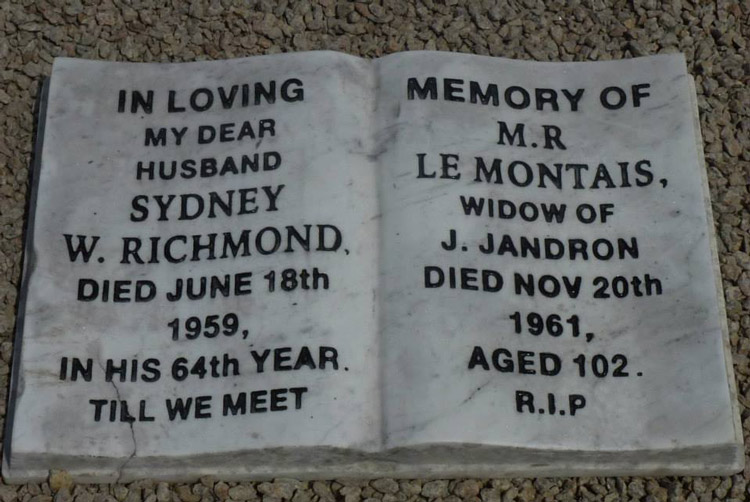 IN LOVING
MY DEAR
HUSBAND
SYDNEY
W. RICHMOND.
DIED JUNE 18th
1959,
IN HIS 64th YEAR.
TILL WE MEET
MEMORY OF
M.R
LE MONTAIS,
WIDOW OF
J. JANDRON
DIED NOV 20th
1961,
AGED 102.
R.I.P